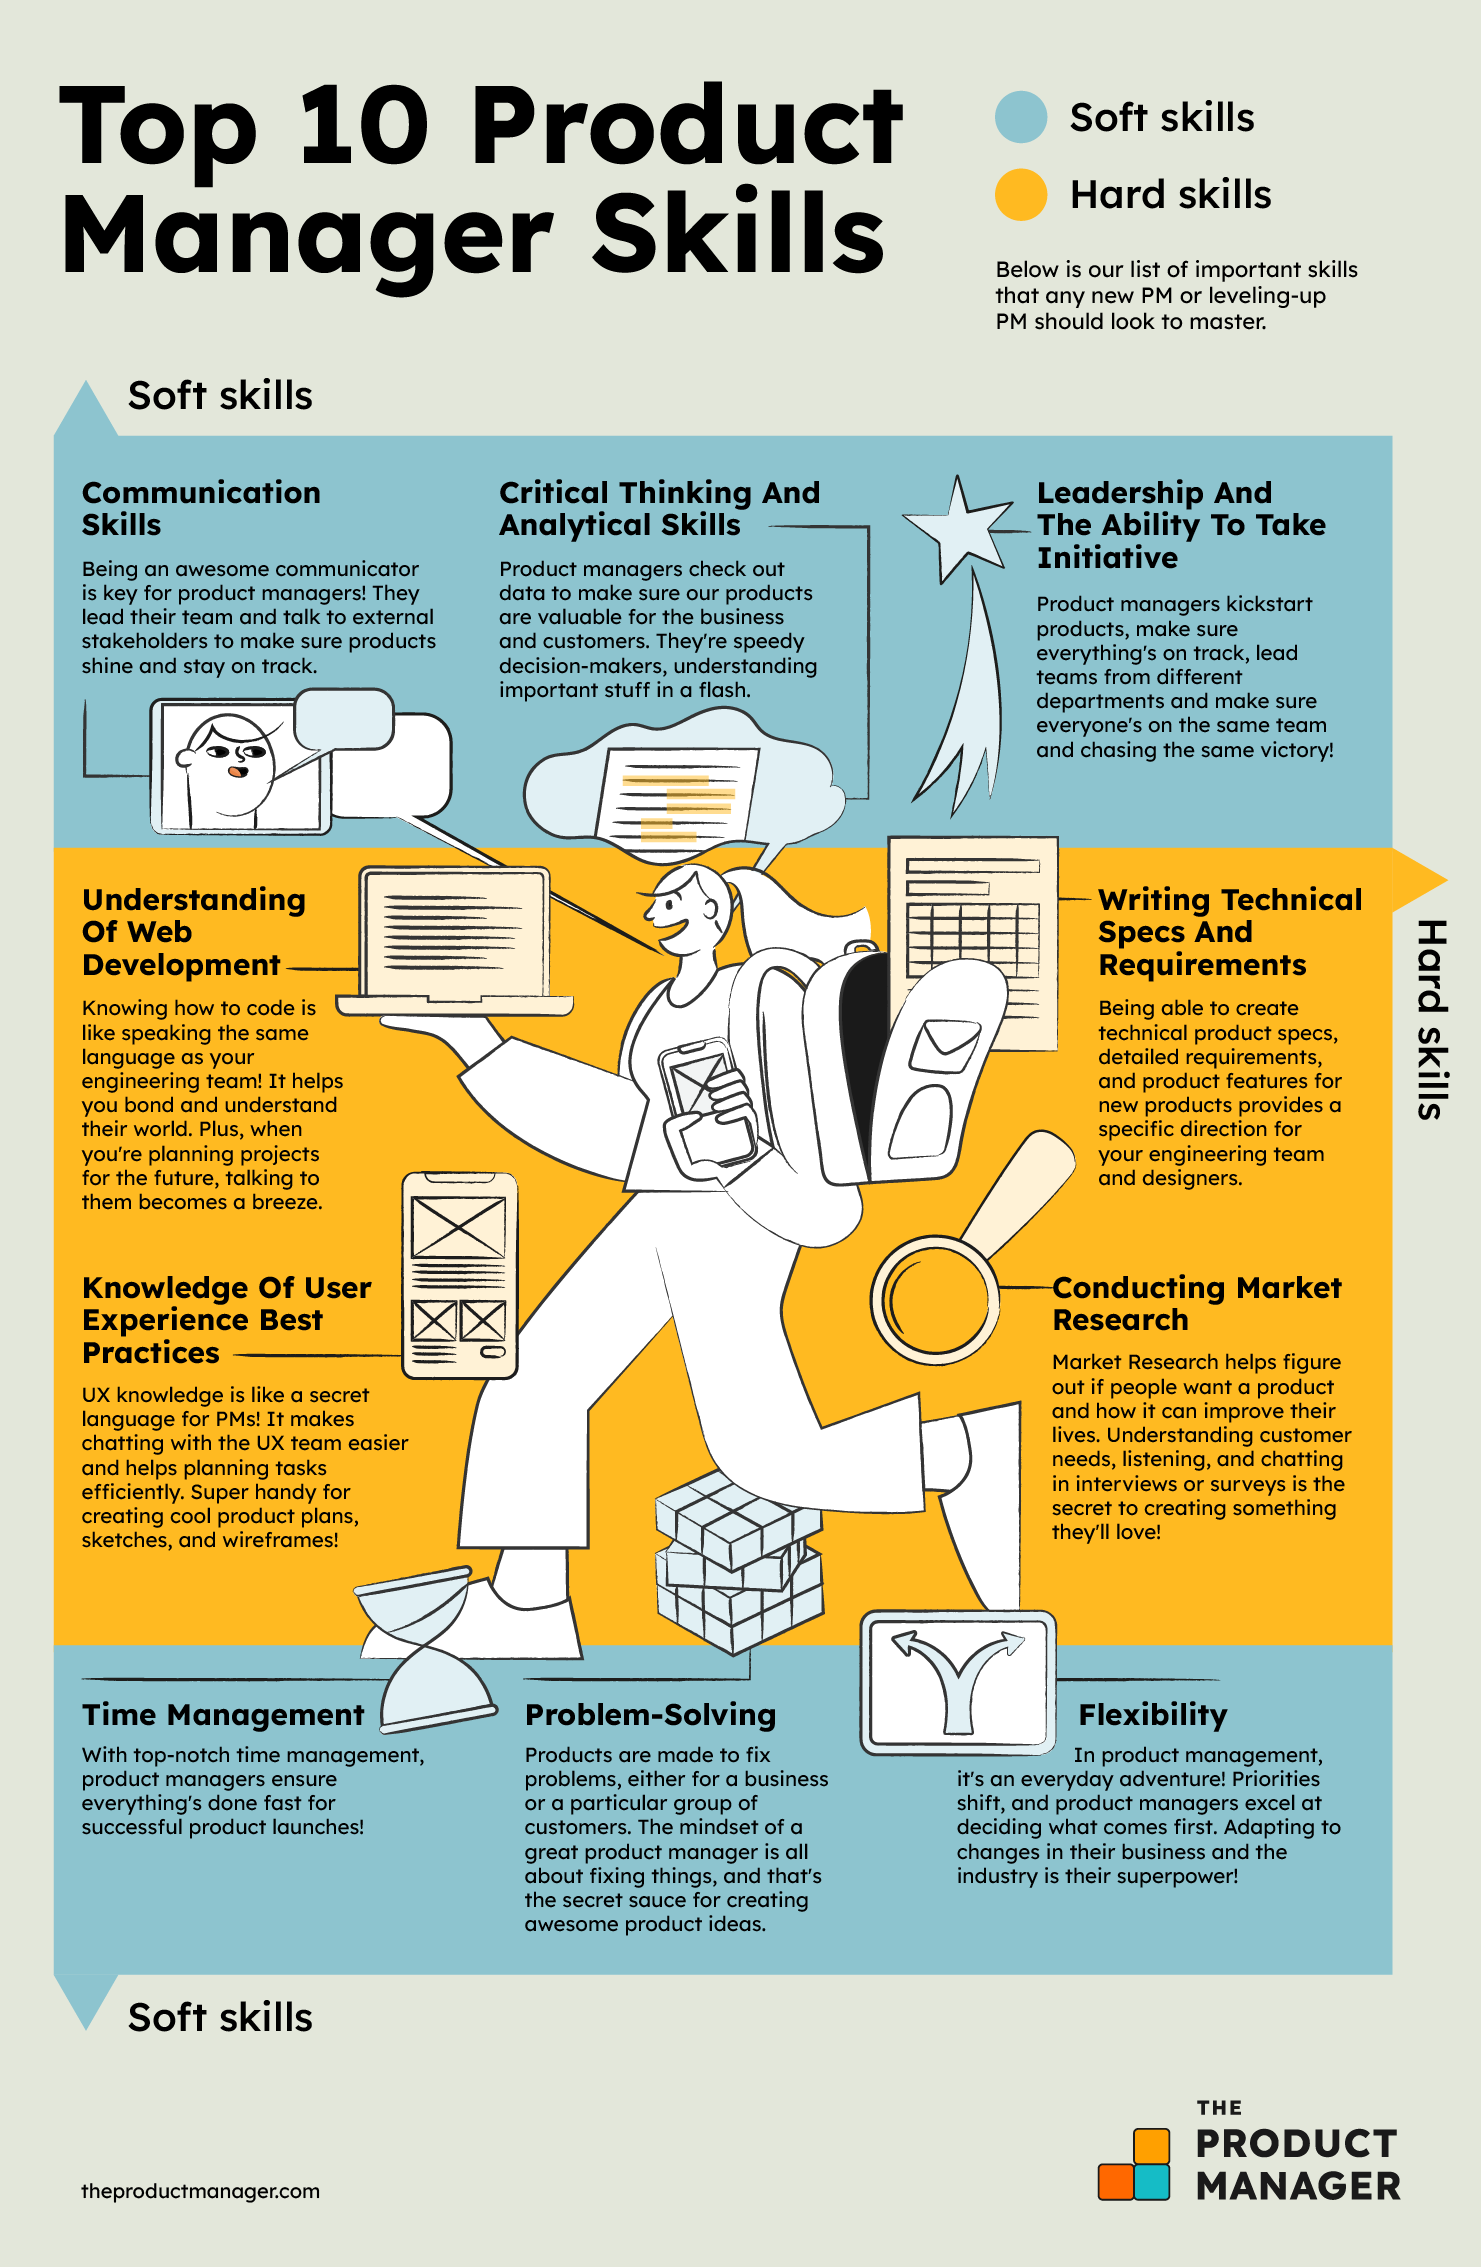 Top 10 Product
Manager Skills
Soft skills
Hard skills
Below is our list of important skills
that any new PM or leveling-up
PM should look to master.
Soft skills
Communication
Skills
Being an awesome communicator
is key for product managers! They
lead their team and talk to external
stakeholders to make sure products
shine and stay on track.
Critical Thinking And
Analytical Skills
Product managers check out
data to make sure our products
are valuable for the business
and customers. They're speedy
decision-makers, understanding
important stuff in a flash.
Leadership And
The Ability To Take
Initiative
Product managers kickstart
products, make sure
everything's on track, lead
teams from different
departments and make sure
everyone's on the same team
and chasing the same victory!
Hard skills
Understanding
Of Web
Development
Knowing how to code is
like speaking the same
language as your
engineering team! It helps
you bond and understand
their world. Plus, when
you're planning projects
for the future, talking to
them becomes a breeze.
Writing Technical
Specs And
Requirements
Being able to create
technical product specs,
detailed requirements,
and product features for
new products provides a
specific direction for
your engineering team
and designers.
Knowledge Of User
Experience Best
Practices
UX knowledge is like a secret
language for PMs! It makes
chatting with the UX team easier
and helps planning tasks
efficiently. Super handy for
creating cool product plans,
sketches, and wireframes!
Conducting Market
Research
Market Research helps figure
out if people want a product
and how it can improve their
lives. Understanding customer
needs, listening, and chatting
in interviews or surveys is the
secret to creating something
they'll love!
Time Management
With top-notch time management,
product managers ensure
everything's done fast for
successful product launches!
Problem-Solving
Products are made to fix
problems, either for a business
or a particular group of
customers. The mindset of a
great product manager is all
about fixing things, and that's
the secret sauce for creating
awesome product ideas.
Flexibility
In product management,
it's an everyday adventure! Priorities
shift, and product managers excel at
deciding what comes first. Adapting to
changes in their business and the
industry is their superpower!
Soft skills
theproductmanager.com
THE
PRODUCT
MANAGER